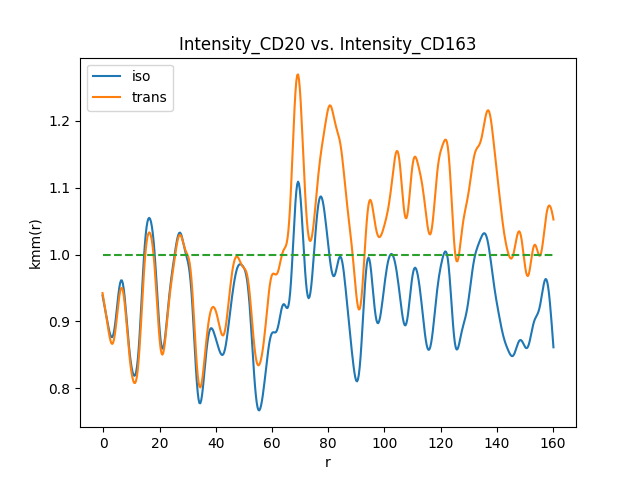 Intensity_CD20 vs. Intensity_CD163
iso
trans
kmm(r)
1.2
1.1
1.0
0.9
0.8
0 20 40 60 80 100 120 140 160
r